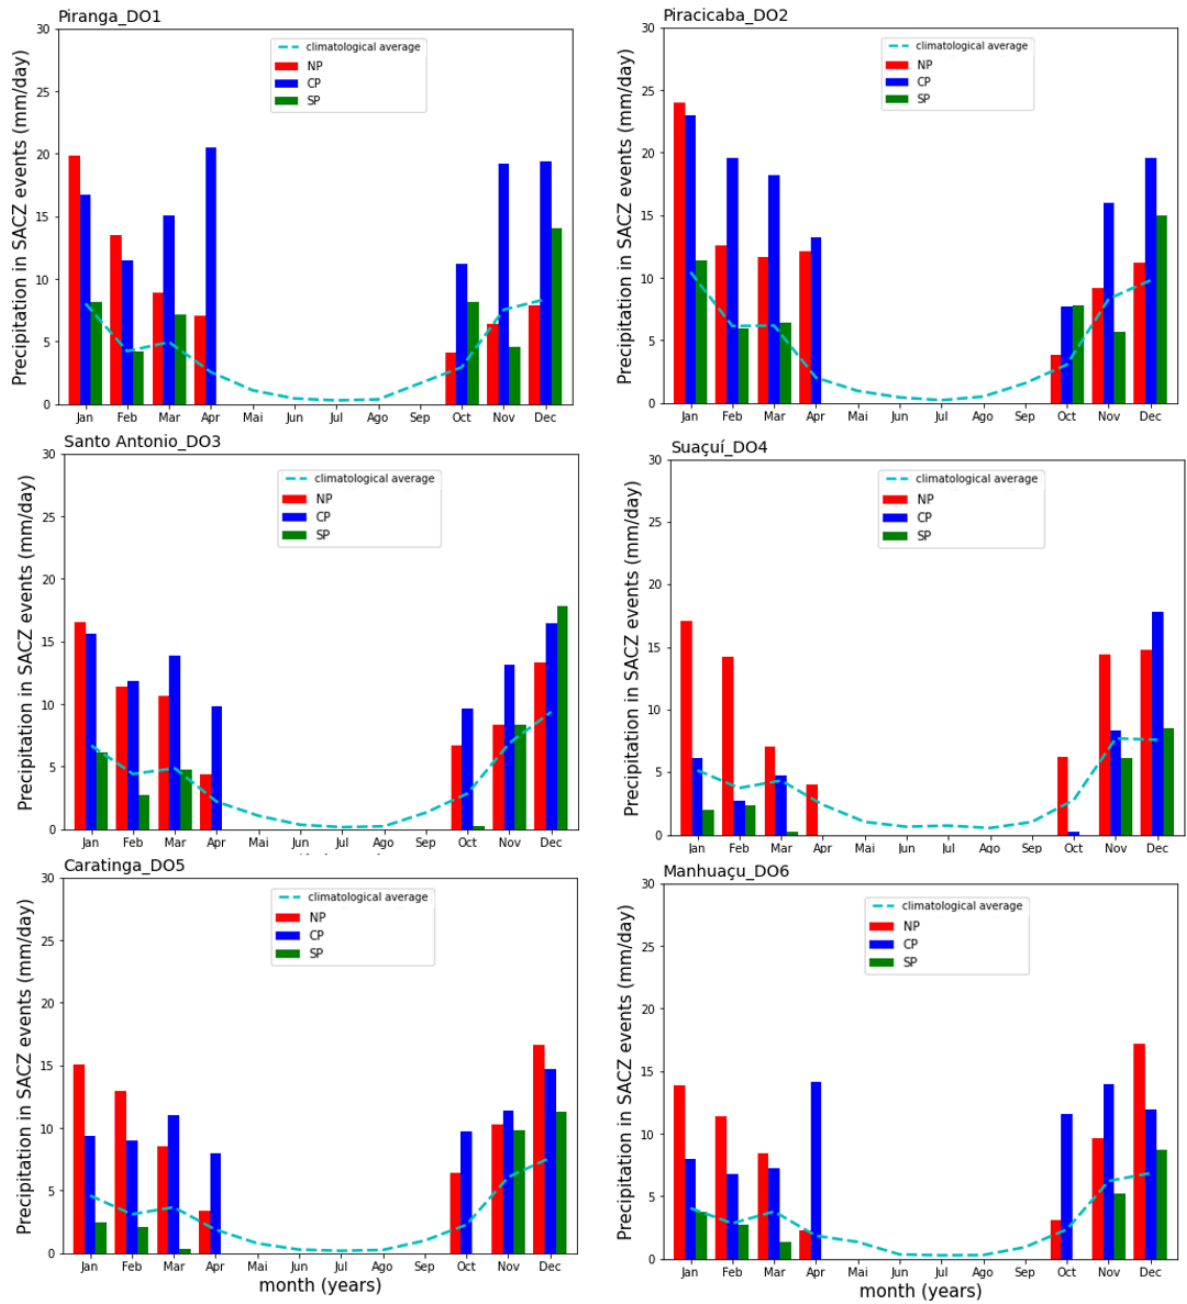 Piranga_DO1
Precipitation in SACZ events (mm/day)
30
25
20
15
10
5
0
climatological average
NP
CP
SP
Jan Feb Mar Apr Mai Jun Jul Ago Sep Oct Nov Dec
Piracicaba_DO2
Precipitation in SACZ events (mm/day)
30
25
20
15
10
5
0
climatological average
NP
CP
SP
Jan Feb Mar Apr Mai Jun Jul Ago Sep Oct Nov Dec
Santo Antonio_DO3
Precipitation in SACZ events (mm/day)
30
25
20
15
10
5
0
climatological average
NP
CP
SP
Jan Feb Mar Apr Mai Jun Jul Ago Sep Oct Nov Dec
Suaçuí_DO4
Precipitation in SACZ events (mm/day)
30
25
20
15
10
5
0
climatological average
NP
CP
SP
Jan Feb Mar Apr Mai Jun Jul Ago Sep Oct Nov Dec
Caratinga_DO5
Precipitation in SACZ events (mm/day)
30
25
20
15
10
5
0
climatological average
NP
CP
SP
Jan Feb Mar Apr Mai Jun Jul Ago Sep Oct Nov Dec
month (years)
Manhuaçu_DO6
Precipitation in SACZ events (mm/day)
30
25
20
15
10
5
0
climatological average
NP
CP
SP
Jan Feb Mar Apr Mai Jun Jul Ago Sep Oct Nov Dec
month (years)